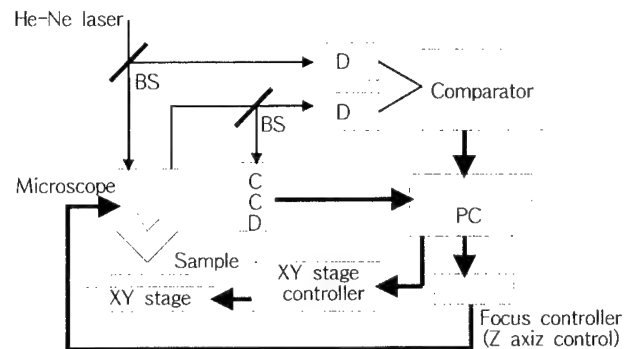 He-Ne laser
BS
D
D
Comparator
BS
Microscope
C
C
D
PC
Sample
XY stage
XY stage
controller
Focus controller
(Z axiz control)